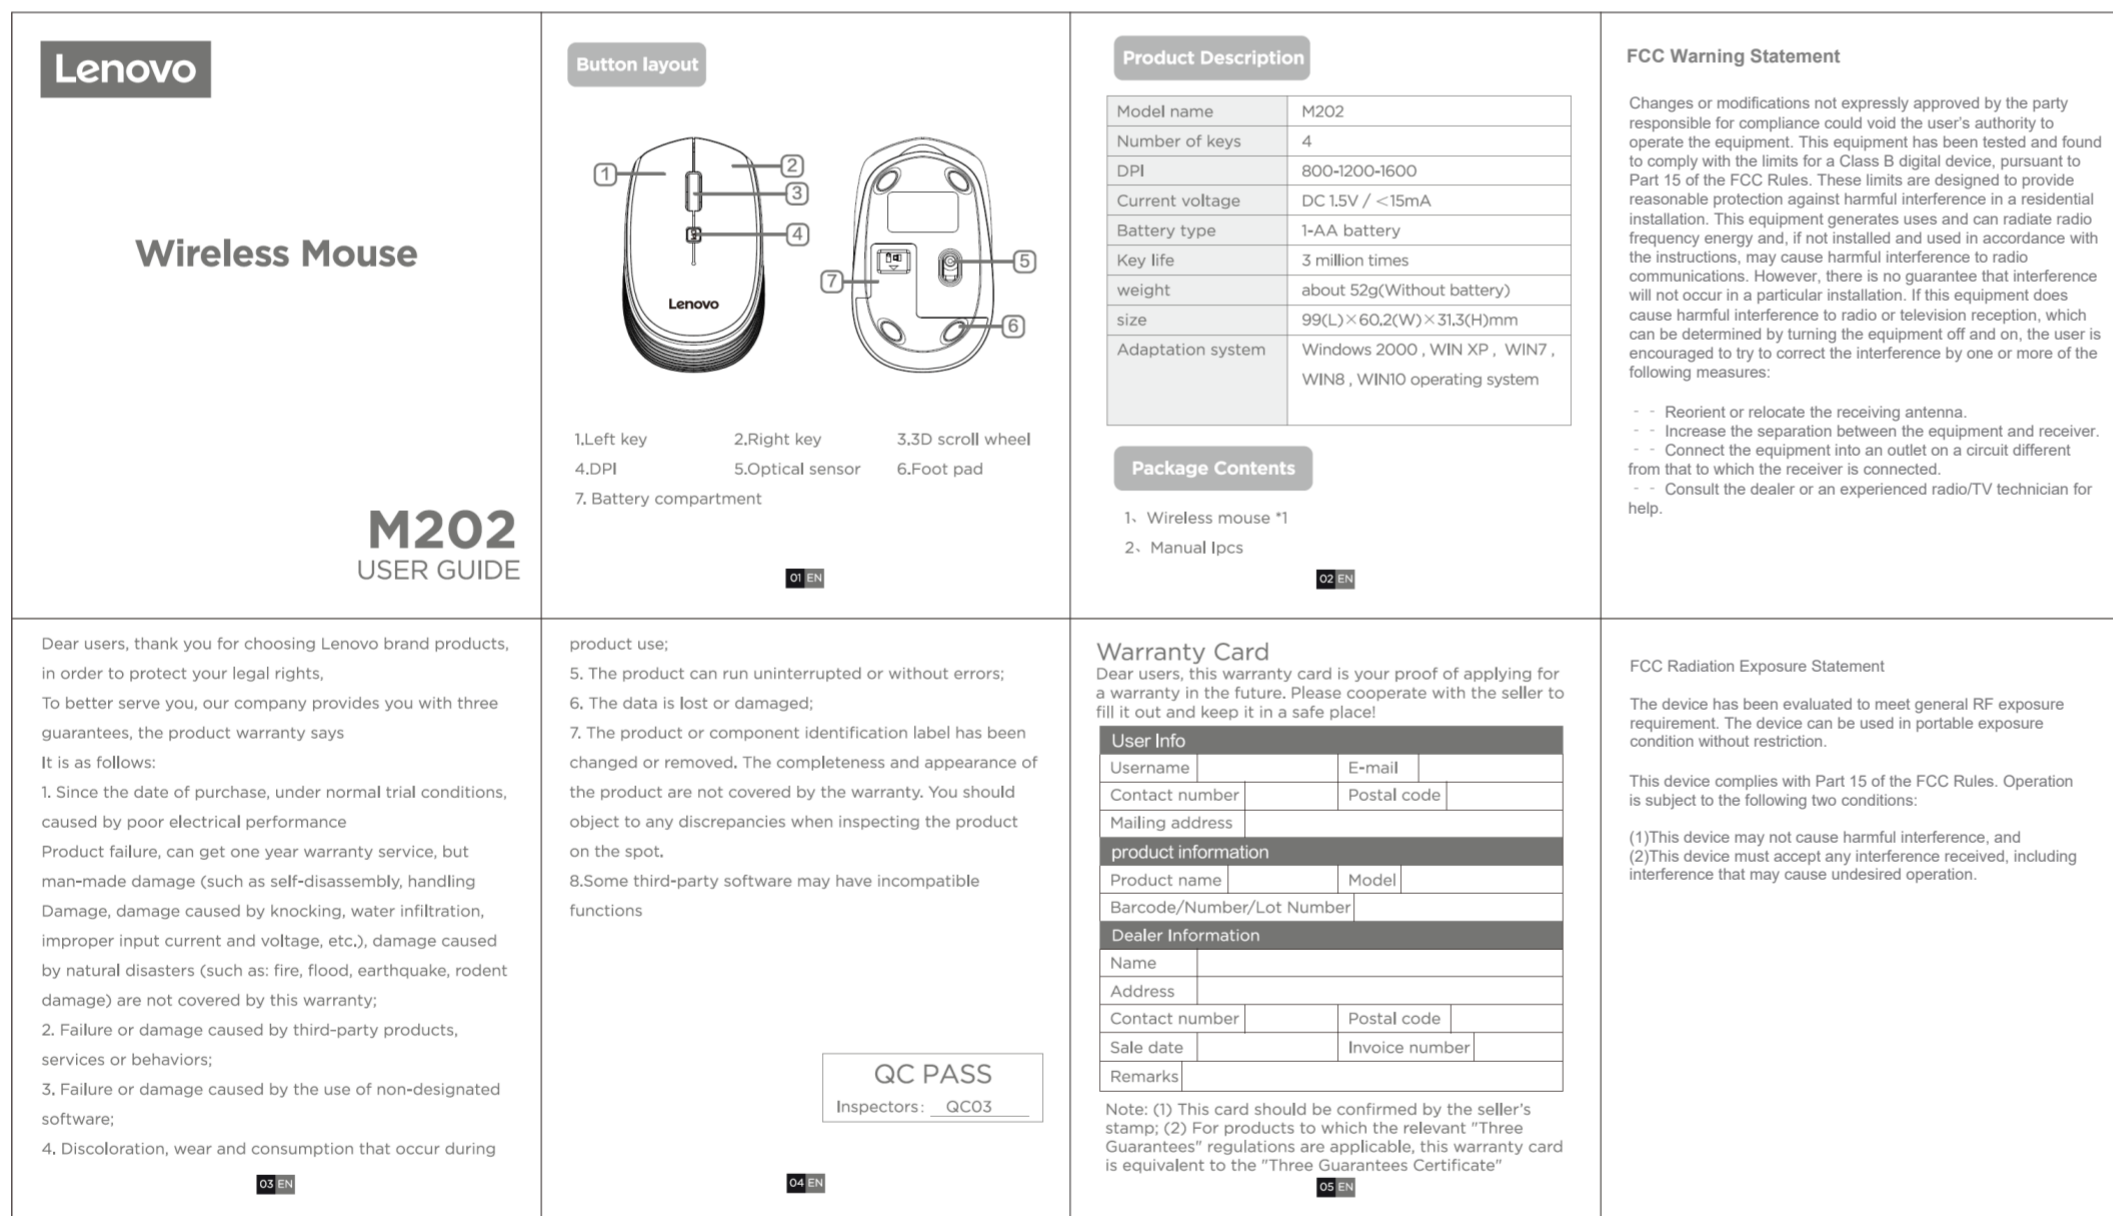 Lenovo
Wireless Mouse
M202
USER GUIDE
Button layout
1
2
3
4
Lenovo
5
6
7
1.Left key 2.Right key 3.3D scroll wheel
4.DPI 5.Optical sensor 6.Foot pad
7. Battery compartment
01 EN
Product Description
Model name M202
Number of keys 4
DPI 800-1200-1600
Current voltage DC 1.5V / <15mA
Battery type 1-AA battery
Key life 3 million times
weight about 52g(Without battery)
size 99(L)×60.2(W)×31.3(H)mm
Adaptation system Windows 2000 , WIN XP , WIN7 ,
WIN8 , WIN10 operating system
Package Contents
1、Wireless mouse *1
2、Manual Ipcs
02 EN
FCC Warning Statement
Changes or modifications not expressly approved by the party
responsible for compliance could void the user's authority to
operate the equipment. This equipment has been tested and found
to comply with the limits for a Class B digital device, pursuant to
Part 15 of the FCC Rules. These limits are designed to provide
reasonable protection against harmful interference in a residential
installation. This equipment generates uses and can radiate radio
frequency energy and, if not installed and used in accordance with
the instructions, may cause harmful interference to radio
communications. However, there is no guarantee that interference
will not occur in a particular installation. If this equipment does
cause harmful interference to radio or television reception, which
can be determined by turning the equipment off and on, the user is
encouraged to try to correct the interference by one or more of the
following measures:
- - Reorient or relocate the receiving antenna.
- - Increase the separation between the equipment and receiver.
- - Connect the equipment into an outlet on a circuit different
from that to which the receiver is connected.
- - Consult the dealer or an experienced radio/TV technician for
help.
Dear users, thank you for choosing Lenovo brand products,
in order to protect your legal rights,
To better serve you, our company provides you with three
guarantees, the product warranty says
It is as follows:
1. Since the date of purchase, under normal trial conditions,
caused by poor electrical performance
Product failure, can get one year warranty service, but
man-made damage (such as self-disassembly, handling
Damage, damage caused by knocking, water infiltration,
improper input current and voltage, etc.), damage caused
by natural disasters (such as: fire, flood, earthquake, rodent
damage) are not covered by this warranty;
2. Failure or damage caused by third-party products,
services or behaviors;
3. Failure or damage caused by the use of non-designated
software;
4. Discoloration, wear and consumption that occur during
03 EN
product use;
5. The product can run uninterrupted or without errors;
6. The data is lost or damaged;
7. The product or component identification label has been
changed or removed. The completeness and appearance of
the product are not covered by the warranty. You should
object to any discrepancies when inspecting the product
on the spot.
8.Some third-party software may have incompatible
functions
QC PASS
Inspectors: QC03
04 EN
Warranty Card
Dear users, this warranty card is your proof of applying for
a warranty in the future. Please cooperate with the seller to
fill it out and keep it in a safe place!
User Info
Username E-mail
Contact number Postal code
Mailing address
product information
Product name Model
Barcode/Number/Lot Number
Dealer Information
Name
Address
Contact number Postal code
Sale date Invoice number
Remarks
Note: (1) This card should be confirmed by the seller's
stamp; (2) For products to which the relevant "Three
Guarantees" regulations are applicable, this warranty card
is equivalent to the "Three Guarantees Certificate"
05 EN
FCC Radiation Exposure Statement
The device has been evaluated to meet general RF exposure
requirement. The device can be used in portable exposure
condition without restriction.
This device complies with Part 15 of the FCC Rules. Operation
is subject to the following two conditions:
(1)This device may not cause harmful interference, and
(2)This device must accept any interference received, including
interference that may cause undesired operation.